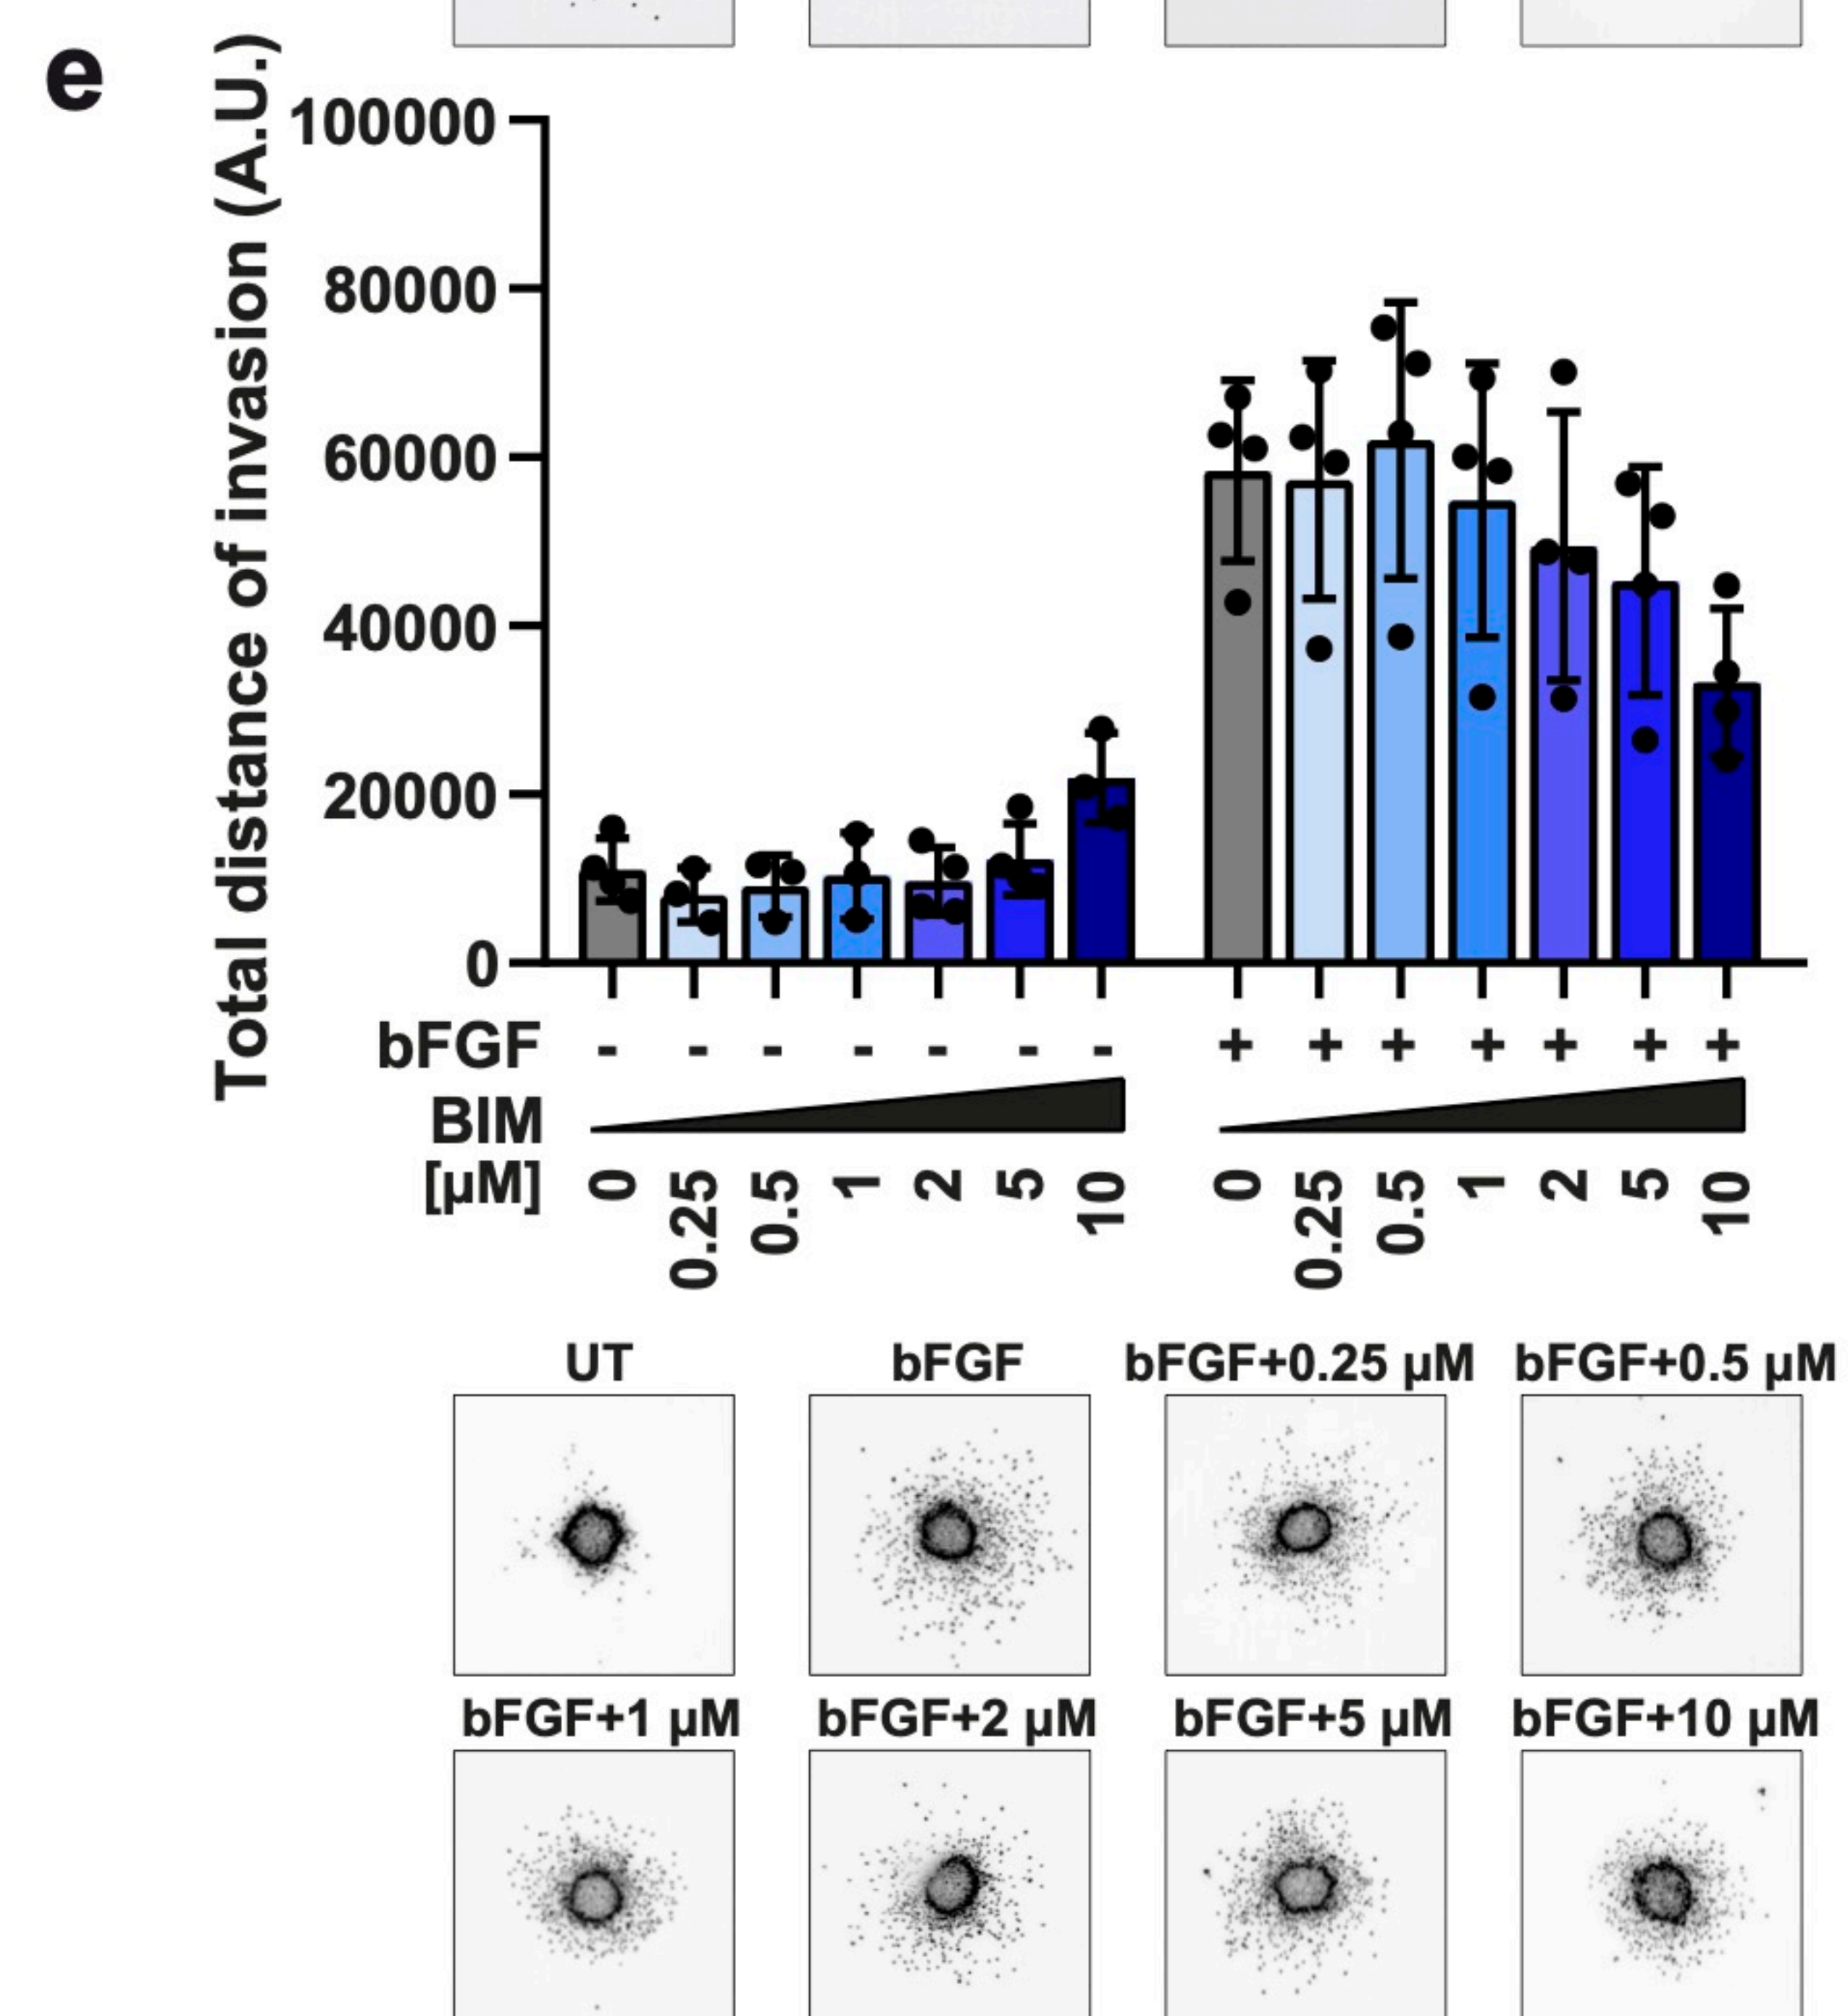 e
Total distance of invasion (A.U.)
100000
80000
60000
40000
20000
0
bFGF - - - - - - - + + + + + + +
BIM
[µM] 0 0.25 0.5 1 2 5 10 0 0.25 0.5 1 2 5 10
UT bFGF bFGF+0.25 µM bFGF+0.5 µM
bFGF+1 µM bFGF+2 µM bFGF+5 µM bFGF+10 µM